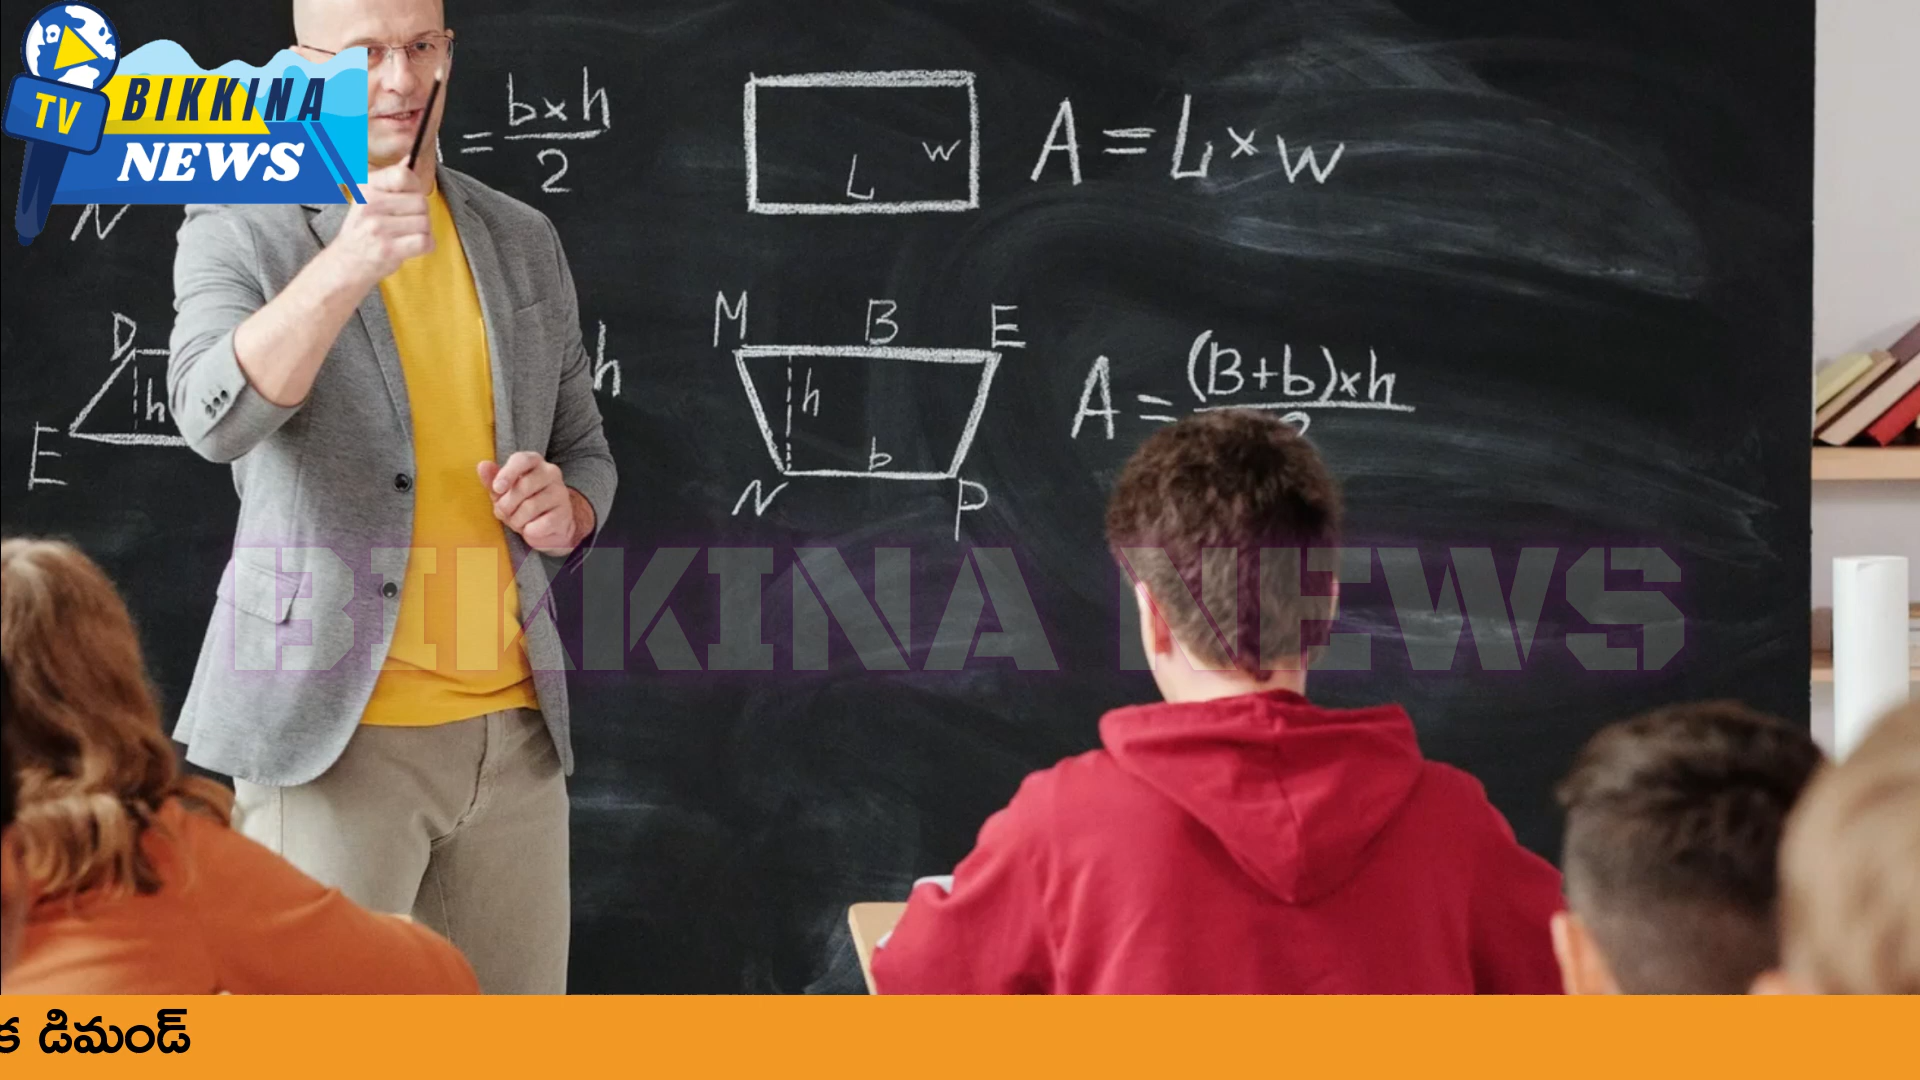 TV
BIKKINA
NEWS
= b x h
2
L
w
A = L x w
N
D
h
E
h
M B E
h
b
N P
A = (B+b) x h
BIKKINA NEWS
డిమండ్